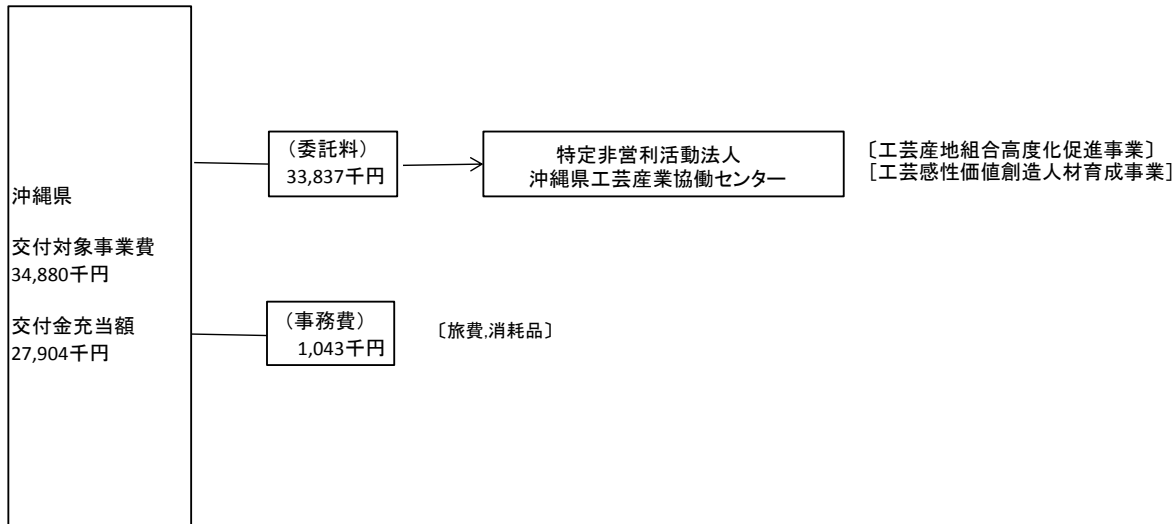 沖縄県
交付対象事業費
34,880千円
交付金充当額
27,904千円
（委託料）
33,837千円
特定非営利活動法人
沖縄県工芸産業協働センター
〔工芸産地組合高度化促進事業〕
[工芸感性価値創造人材育成事業]
（事務費）
1,043千円
〔旅費,消耗品〕